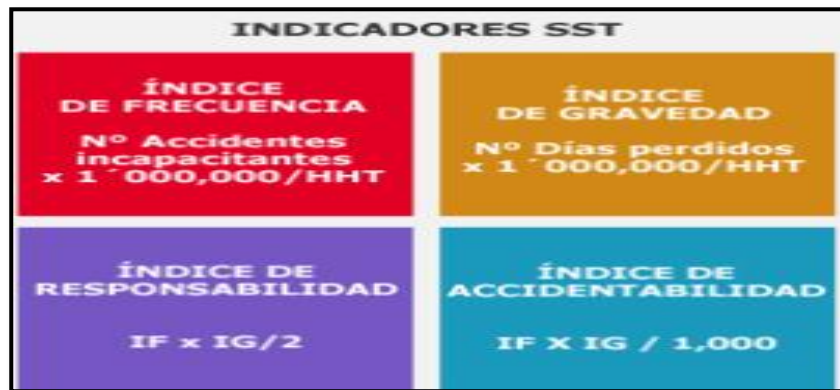 INDICADORES SST
ÍNDICE
DE FRECUENCIA
Nº Accidentes
incapacitantes
x 1´000,000/HHT
ÍNDICE
DE GRAVEDAD
Nº Días perdidos
x 1´000,000/HHT
ÍNDICE DE
RESPONSABILIDAD
IF x IG/2
ÍNDICE DE
ACCIDENTABILIDAD
IF X IG / 1,000